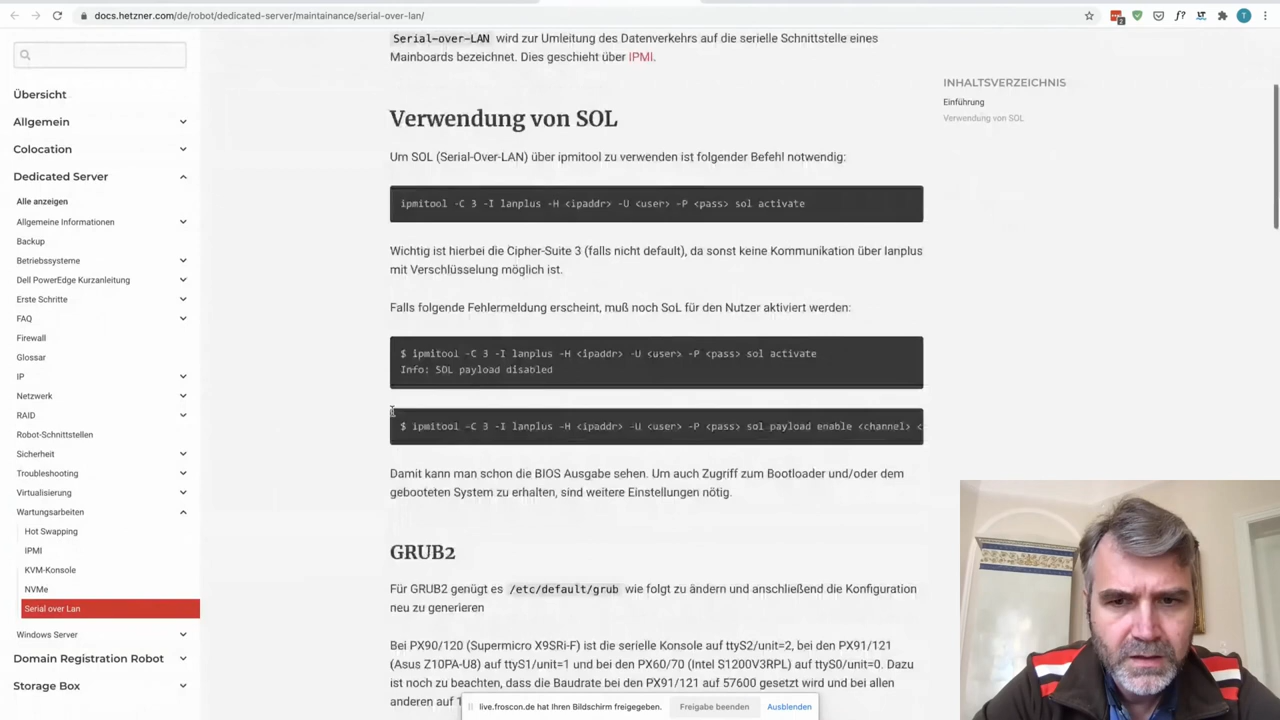 docs.hetzner.com/de/robot/dedicated-server/maintainance/serial-over-lan/
Übersicht
Allgemein
Colocation
Dedicated Server
Alle anzeigen
Allgemeine Informationen
Backup
Betriebssysteme
Dell PowerEdge Kurzanleitung
Erste Schritte
FAQ
Firewall
Glossar
IP
Netzwerk
RAID
Robot-Schnittstellen
Sicherheit
Troubleshooting
Virtualisierung
Wartungsarbeiten
Hot Swapping
IPMI
KVM-Konsole
NVMe
Serial over Lan
Windows Server
Domain Registration Robot
Storage Box
Serial-over-LAN wird zur Umleitung des Datenverkehrs auf die serielle Schnittstelle eines
Mainboards bezeichnet. Dies geschieht über IPMI.
Verwendung von SOL
Um SOL (Serial-Over-LAN) über ipmitool zu verwenden ist folgender Befehl notwendig:
ipmitool -C 3 -I lanplus -H <ipaddr> -U <user> -P <pass> sol activate
Wichtig ist hierbei die Cipher-Suite 3 (falls nicht default), da sonst keine Kommunikation über lanplus
mit Verschlüsselung möglich ist.
Falls folgende Fehlermeldung erscheint, muß noch SoL für den Nutzer aktiviert werden:
$ ipmitool -C 3 -I lanplus -H <ipaddr> -U <user> -P <pass> sol activate
Info: SOL payload disabled
$ ipmitool -C 3 -I lanplus -H <ipaddr> -U <user> -P <pass> sol payload enable <channel> <
Damit kann man schon die BIOS Ausgabe sehen. Um auch Zugriff zum Bootloader und/oder dem
gebooteten System zu erhalten, sind weitere Einstellungen nötig.
GRUB2
Für GRUB2 genügt es /etc/default/grub wie folgt zu ändern und anschließend die Konfiguration
neu zu generieren
Bei PX90/120 (Supermicro X9SRi-F) ist die serielle Konsole auf ttyS2/unit=2, bei den PX91/121
(Asus Z10PA-U8) auf ttyS1/unit=1 und bei den PX60/70 (Intel S1200V3RPL) auf ttyS0/unit=0. Dazu
ist noch zu beachten, dass die Baudrate bei den PX91/121 auf 57600 gesetzt wird und bei allen
anderen auf
INHALTSVERZEICHNIS
Einführung
Verwendung von SOL
live.froscon.de hat Ihren Bildschirm freigegeben.
Freigabe beenden
Ausblenden